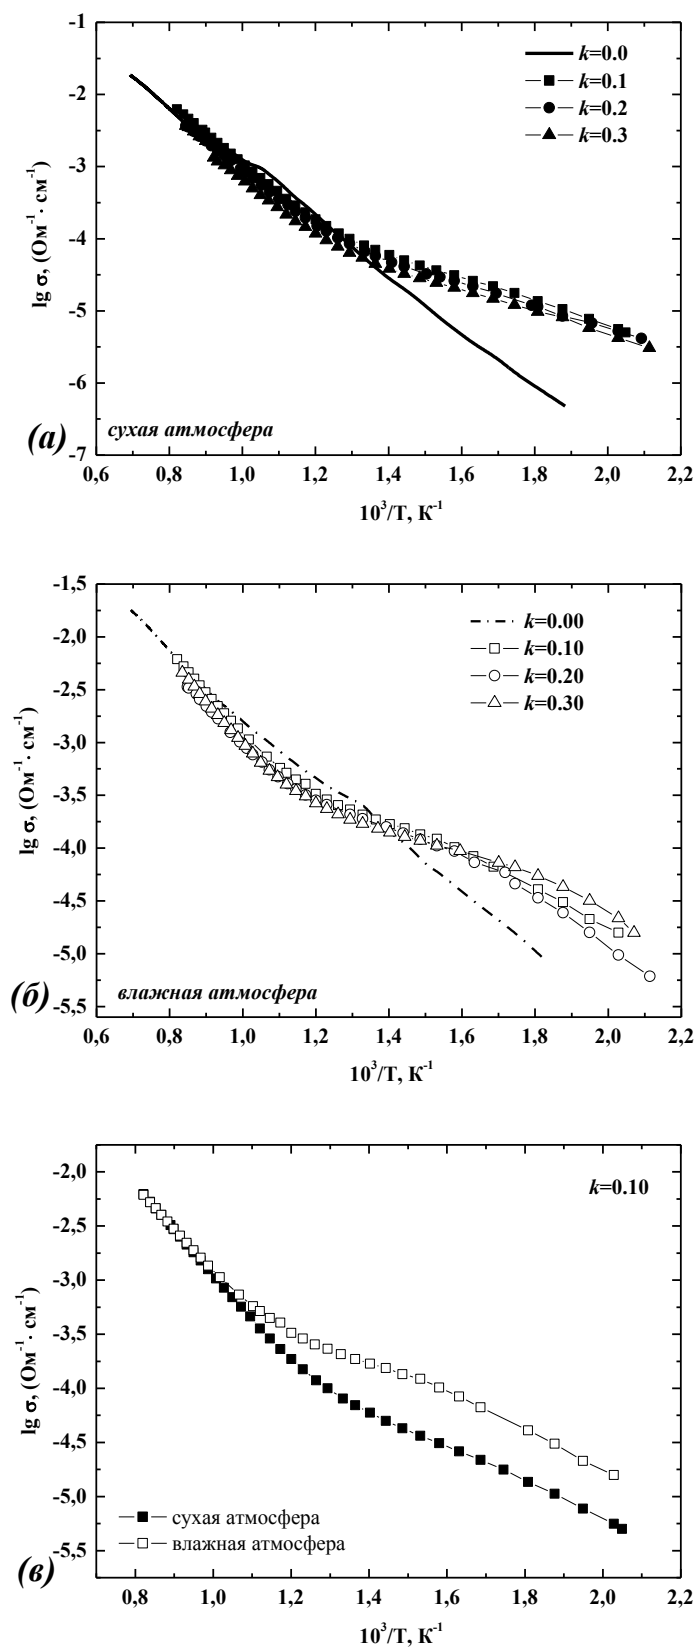 -1
-2
-3
-4
-5
-6
-7
lg σ, (Ом⁻¹· см⁻¹)
k=0.0
k=0.1
k=0.2
k=0.3
(а)
сухая атмосфера
0,6 0,8 1,0 1,2 1,4 1,6 1,8 2,0 2,2
10³/T, К⁻¹
-1,5
-2,0
-2,5
-3,0
-3,5
-4,0
-4,5
-5,0
-5,5
lg σ, (Ом⁻¹· см⁻¹)
k=0.00
k=0.10
k=0.20
k=0.30
(б)
влажная атмосфера
0,6 0,8 1,0 1,2 1,4 1,6 1,8 2,0 2,2
10³/T, К⁻¹
-2,0
-2,5
-3,0
-3,5
-4,0
-4,5
-5,0
-5,5
lg σ, (Ом⁻¹· см⁻¹)
k=0.10
сухая атмосфера
влажная атмосфера
(в)
0,8 1,0 1,2 1,4 1,6 1,8 2,0 2,2
10³/T, К⁻¹